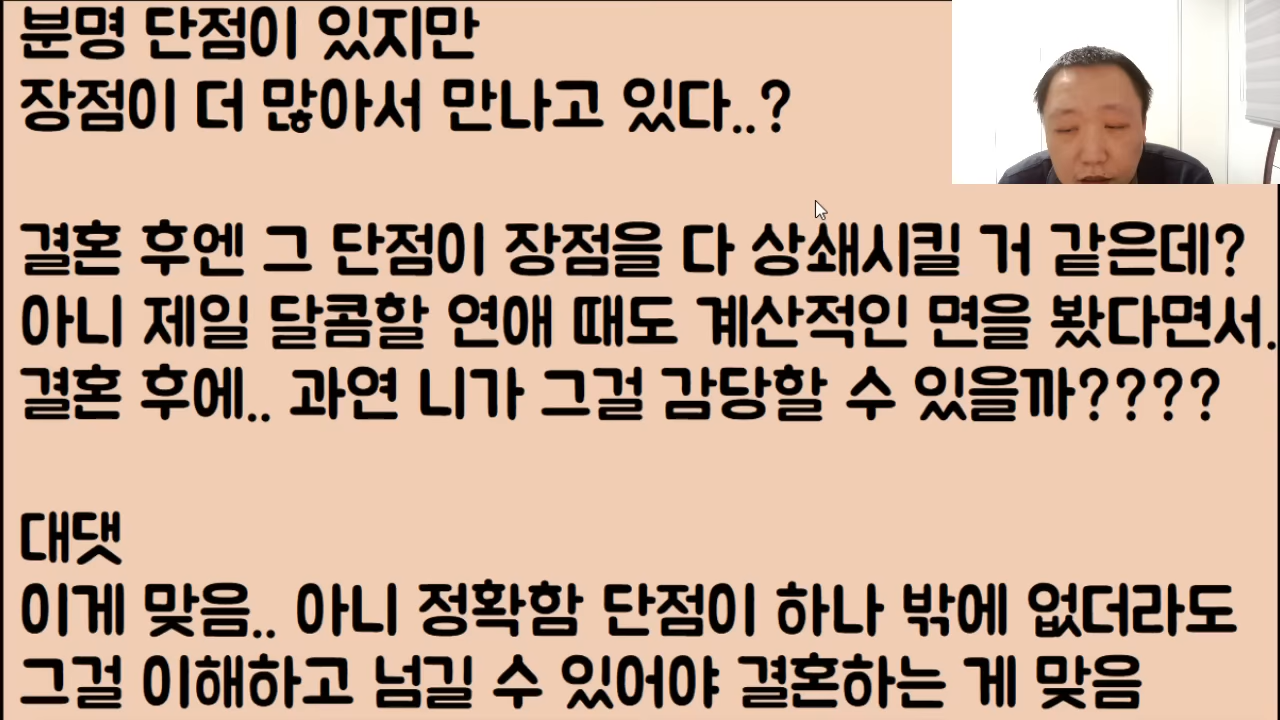 분명 단점이 있지만
장점이 더 많아서 만나고 있다..?
결혼 후엔 그 단점이 장점을 다 상쇄시킬 거 같은데?
아니 제일 달콤할 연애 때도 계산적인 면을 봤다면서.
결혼 후에.. 과연 니가 그걸 감당할 수 있을까????
대댓
이게 맞음.. 아니 정확함 단점이 하나 밖에 없더라도
그걸 이해하고 넘길 수 있어야 결혼하는 게 맞음